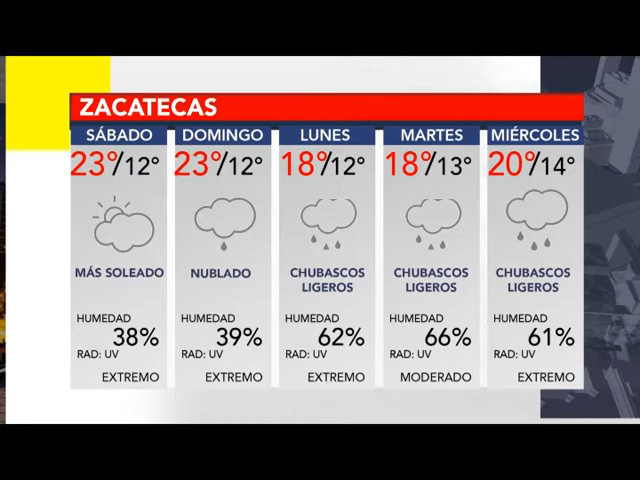 ZACATECAS
SÁBADO
23°/12°
MÁS SOLEADO
HUMEDAD
38%
RAD: UV
EXTREMO
DOMINGO
23°/12°
NUBLADO
HUMEDAD
39%
RAD: UV
EXTREMO
LUNES
18°/12°
CHUBASCOS
LIGEROS
HUMEDAD
62%
RAD: UV
EXTREMO
MARTES
18°/13°
CHUBASCOS
LIGEROS
HUMEDAD
66%
RAD: UV
MODERADO
MIÉRCOLES
20°/14°
CHUBASCOS
LIGEROS
HUMEDAD
61%
RAD: UV
EXTREMO